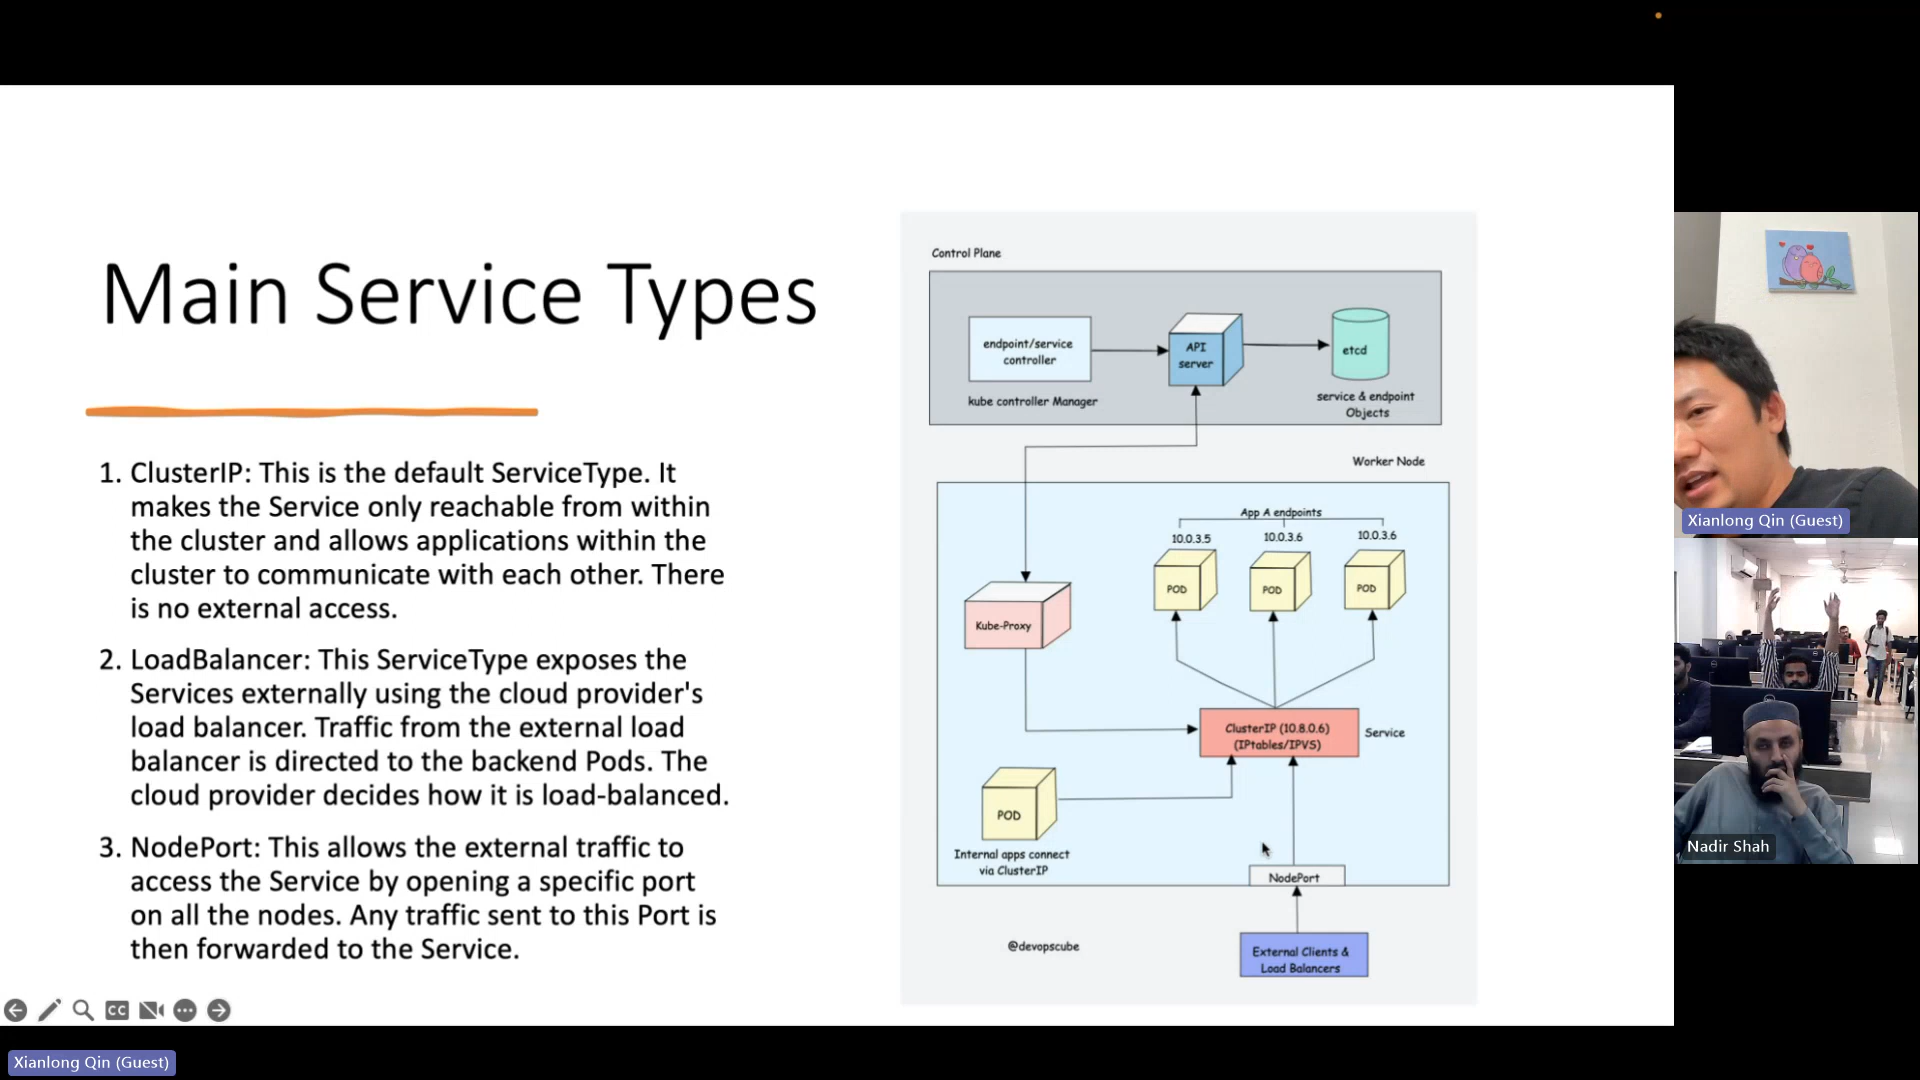 Main Service Types
1. ClusterIP: This is the default ServiceType. It
makes the Service only reachable from within
the cluster and allows applications within the
cluster to communicate with each other. There
is no external access.
2. LoadBalancer: This ServiceType exposes the
Services externally using the cloud provider's
load balancer. Traffic from the external load
balancer is directed to the backend Pods. The
cloud provider decides how it is load-balanced.
3. NodePort: This allows the external traffic to
access the Service by opening a specific port
on all the nodes. Any traffic sent to this Port is
then forwarded to the Service.
Control Plane
endpoint/service
controller
kube controller Manager
API
server
etcd
service & endpoint
Objects
Worker Node
App A endpoints
10.0.3.5
10.0.3.6
10.0.3.6
POD
POD
POD
Kube-Proxy
ClusterIP (10.8.0.6)
(IPtables/IPVS)
Service
POD
Internal apps connect
via ClusterIP
NodePort
@devopscube
External Clients &
Load Balancers
CC
Xianlong Qin (Guest)
Nadir Shah
Xianlong Qin (Guest)